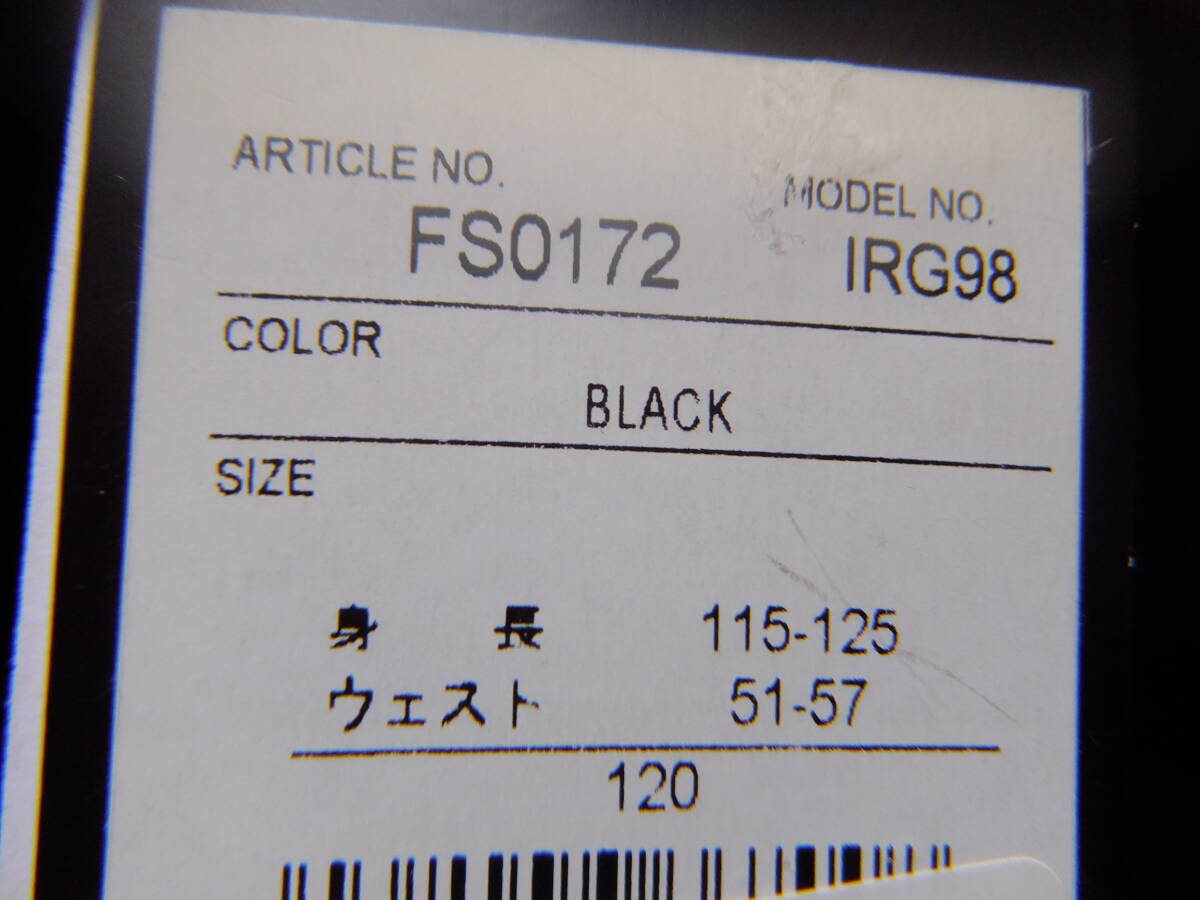 ARTICLE NO. MODEL NO.
FS0172 IRG98
COLOR
BLACK
SIZE
身 長 115-125
ウェスト 51-57
120